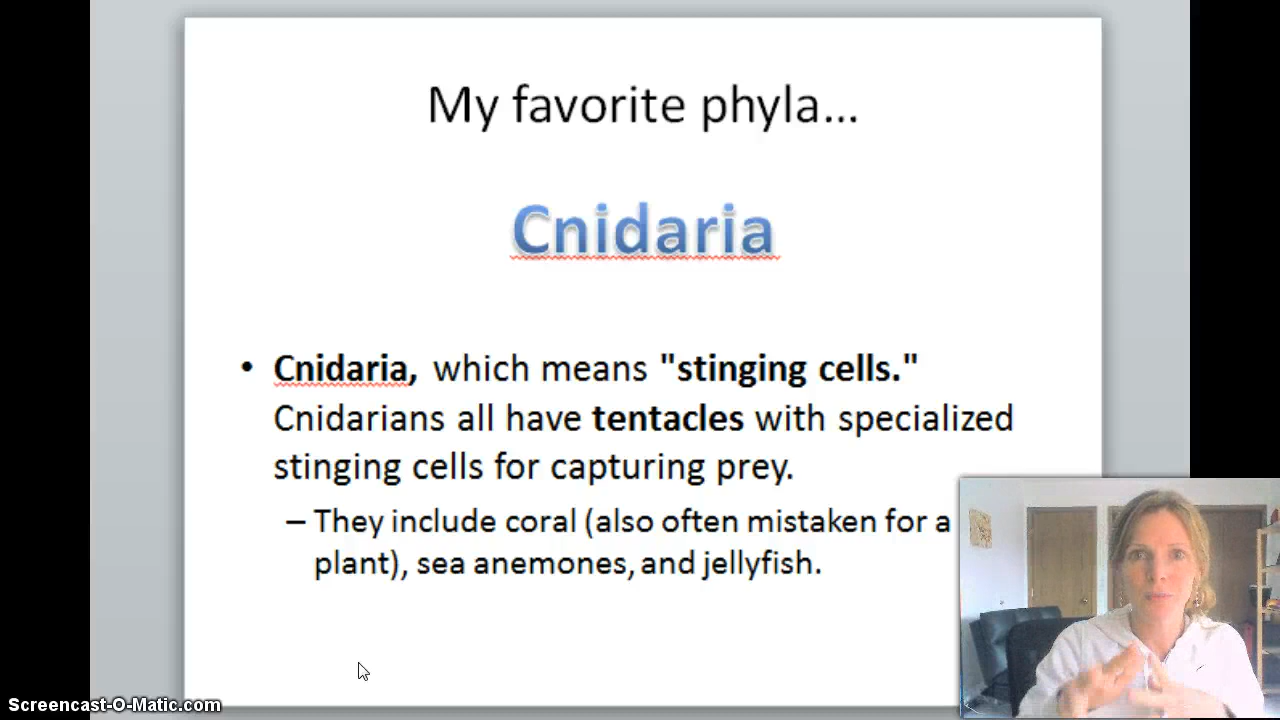 My favorite phyla...
Cnidaria
• Cnidaria, which means "stinging cells."
Cnidarians all have tentacles with specialized
stinging cells for capturing prey.
– They include coral (also often mistaken for a
plant), sea anemones, and jellyfish.
Screencast-O-Matic.com